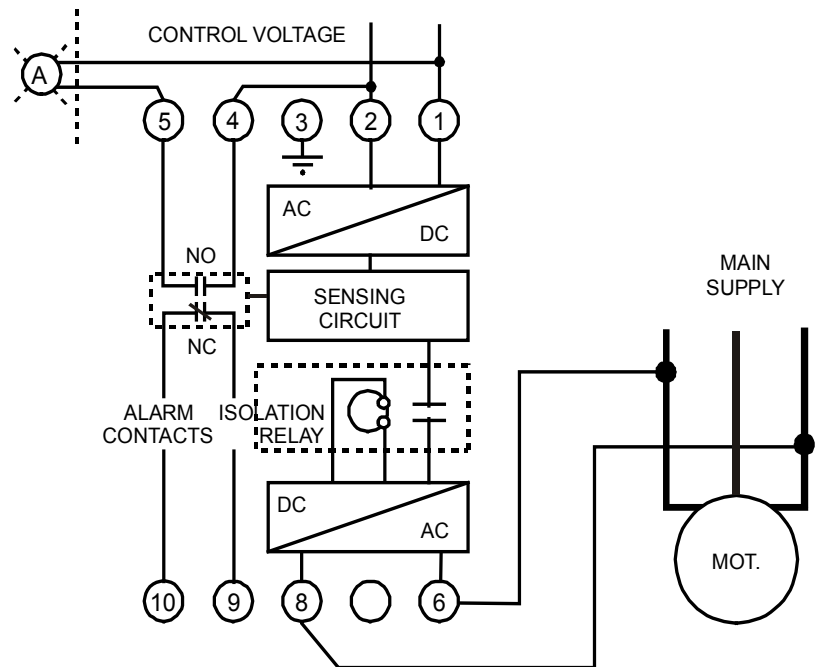 CONTROL VOLTAGE
A
5
4
3
2
1
AC
DC
NO
SENSING
CIRCUIT
NC
MAIN
SUPPLY
ALARM
CONTACTS
ISOLATION
RELAY
DC
AC
MOT.
10
9
8
6